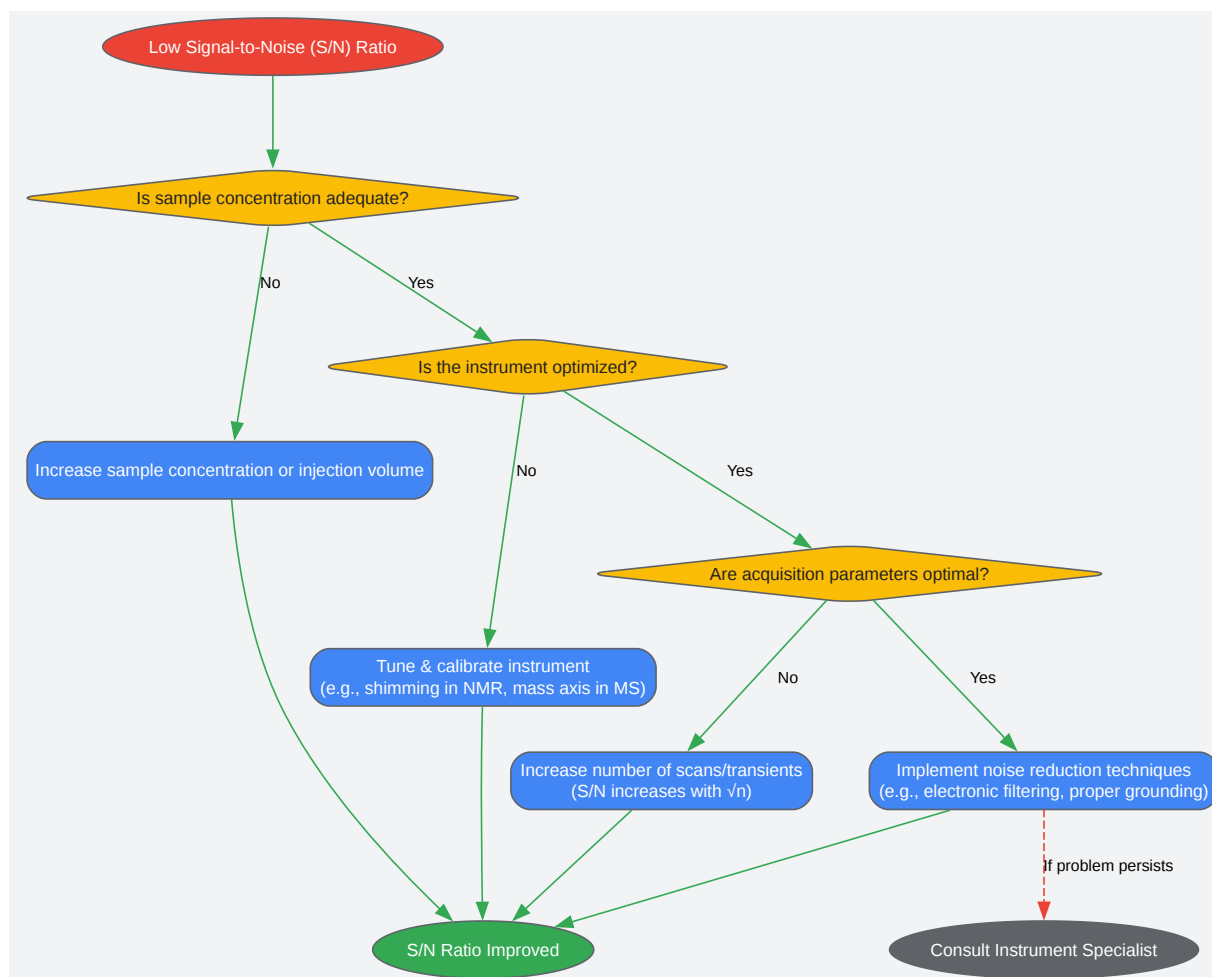 Low Signal-to-Noise (S/N) Ratio
Is sample concentration adequate?
No
Yes
Is the instrument optimized?
Increase sample concentration or injection volume
No
Yes
Are acquisition parameters optimal?
Tune & calibrate instrument
(e.g., shimming in NMR, mass axis in MS)
No
Yes
Increase number of scans/transients
(S/N increases with √n)
Implement noise reduction techniques
(e.g., electronic filtering, proper grounding)
If problem persists
S/N Ratio Improved
Consult Instrument Specialist